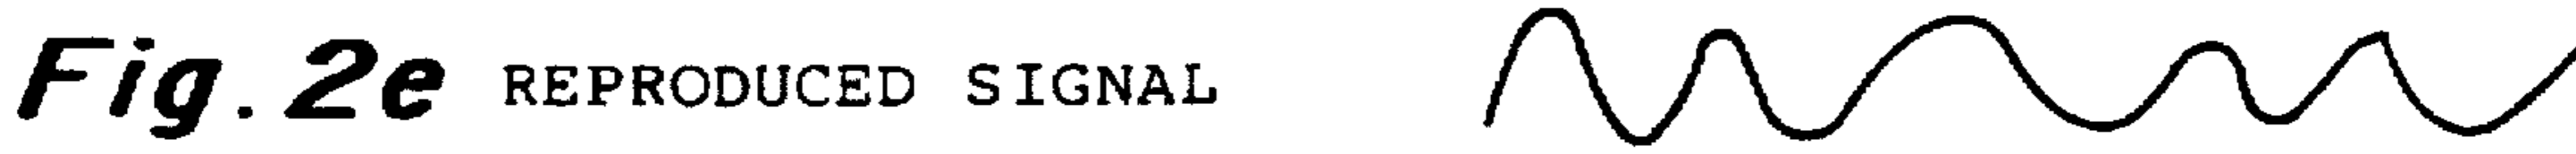 Fig. 2e REPRODUCED SIGNAL